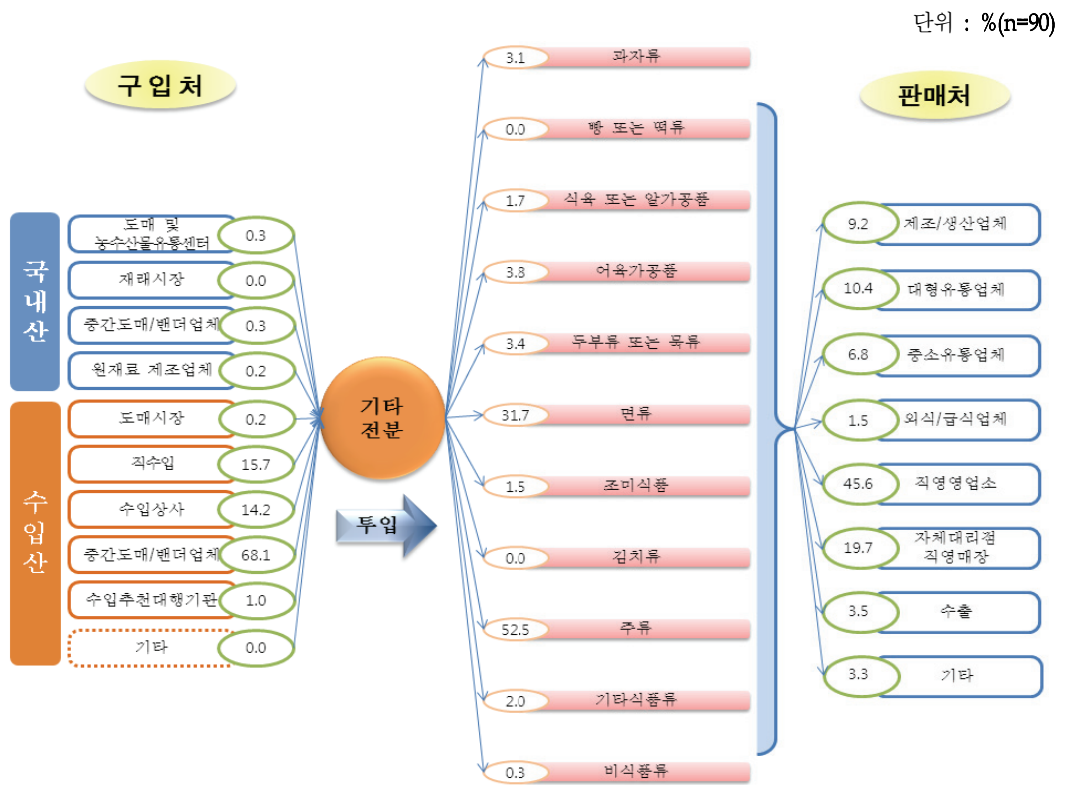 단위 : %(n=90)
구입처
판매처
국내산
도매 및
농수산물유통센터
0.3
재래시장
0.0
중간도매/밴더업체
0.3
원재료 제조업체
0.2
수입산
도매시장
0.2
직수입
15.7
수입상사
14.2
중간도매/밴더업체
68.1
수입추천대행기관
1.0
기타
0.0
기타
전분
투입
3.1
과자류
0.0
빵 또는 떡류
1.7
식육 또는 알가공품
3.8
어육가공품
3.4
두부류 또는 묵류
31.7
면류
1.5
조미식품
0.0
김치류
52.5
주류
2.0
기타식품류
0.3
비식품류
9.2
제조/생산업체
10.4
대형유통업체
6.8
중소유통업체
1.5
외식/급식업체
45.6
직영영업소
19.7
자체대리점
직영매장
3.5
수출
3.3
기타